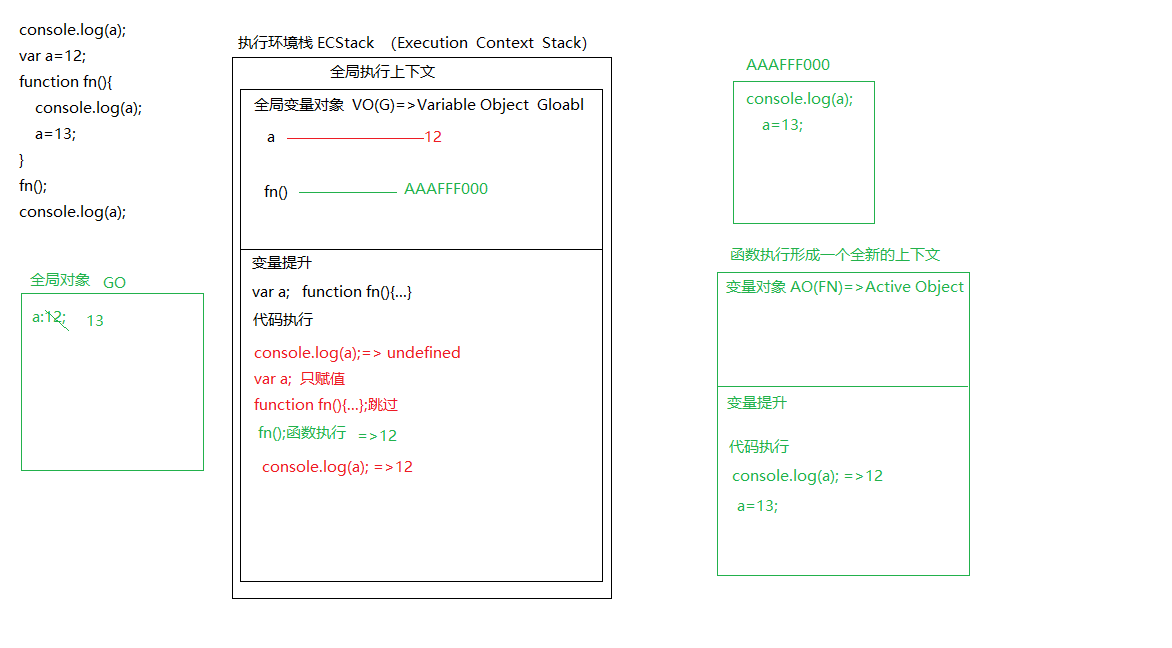 console.log(a);
var a=12;
function fn(){
console.log(a);
a=13;
}
fn();
console.log(a);
全局对象 GO
a:12; 13
执行环境栈 ECStack （Execution Context Stack）
全局执行上下文
全局变量对象 VO(G)=>Variable Object Gloabl
a 12
fn() AAAFFF000
变量提升
var a; function fn(){...}
代码执行
console.log(a);=> undefined
var a; 只赋值
function fn(){...};跳过
fn();函数执行 =>12
console.log(a); =>12
AAAFFF000
console.log(a);
a=13;
函数执行形成一个全新的上下文
变量对象 AO(FN)=>Active Object
变量提升
代码执行
console.log(a); =>12
a=13;